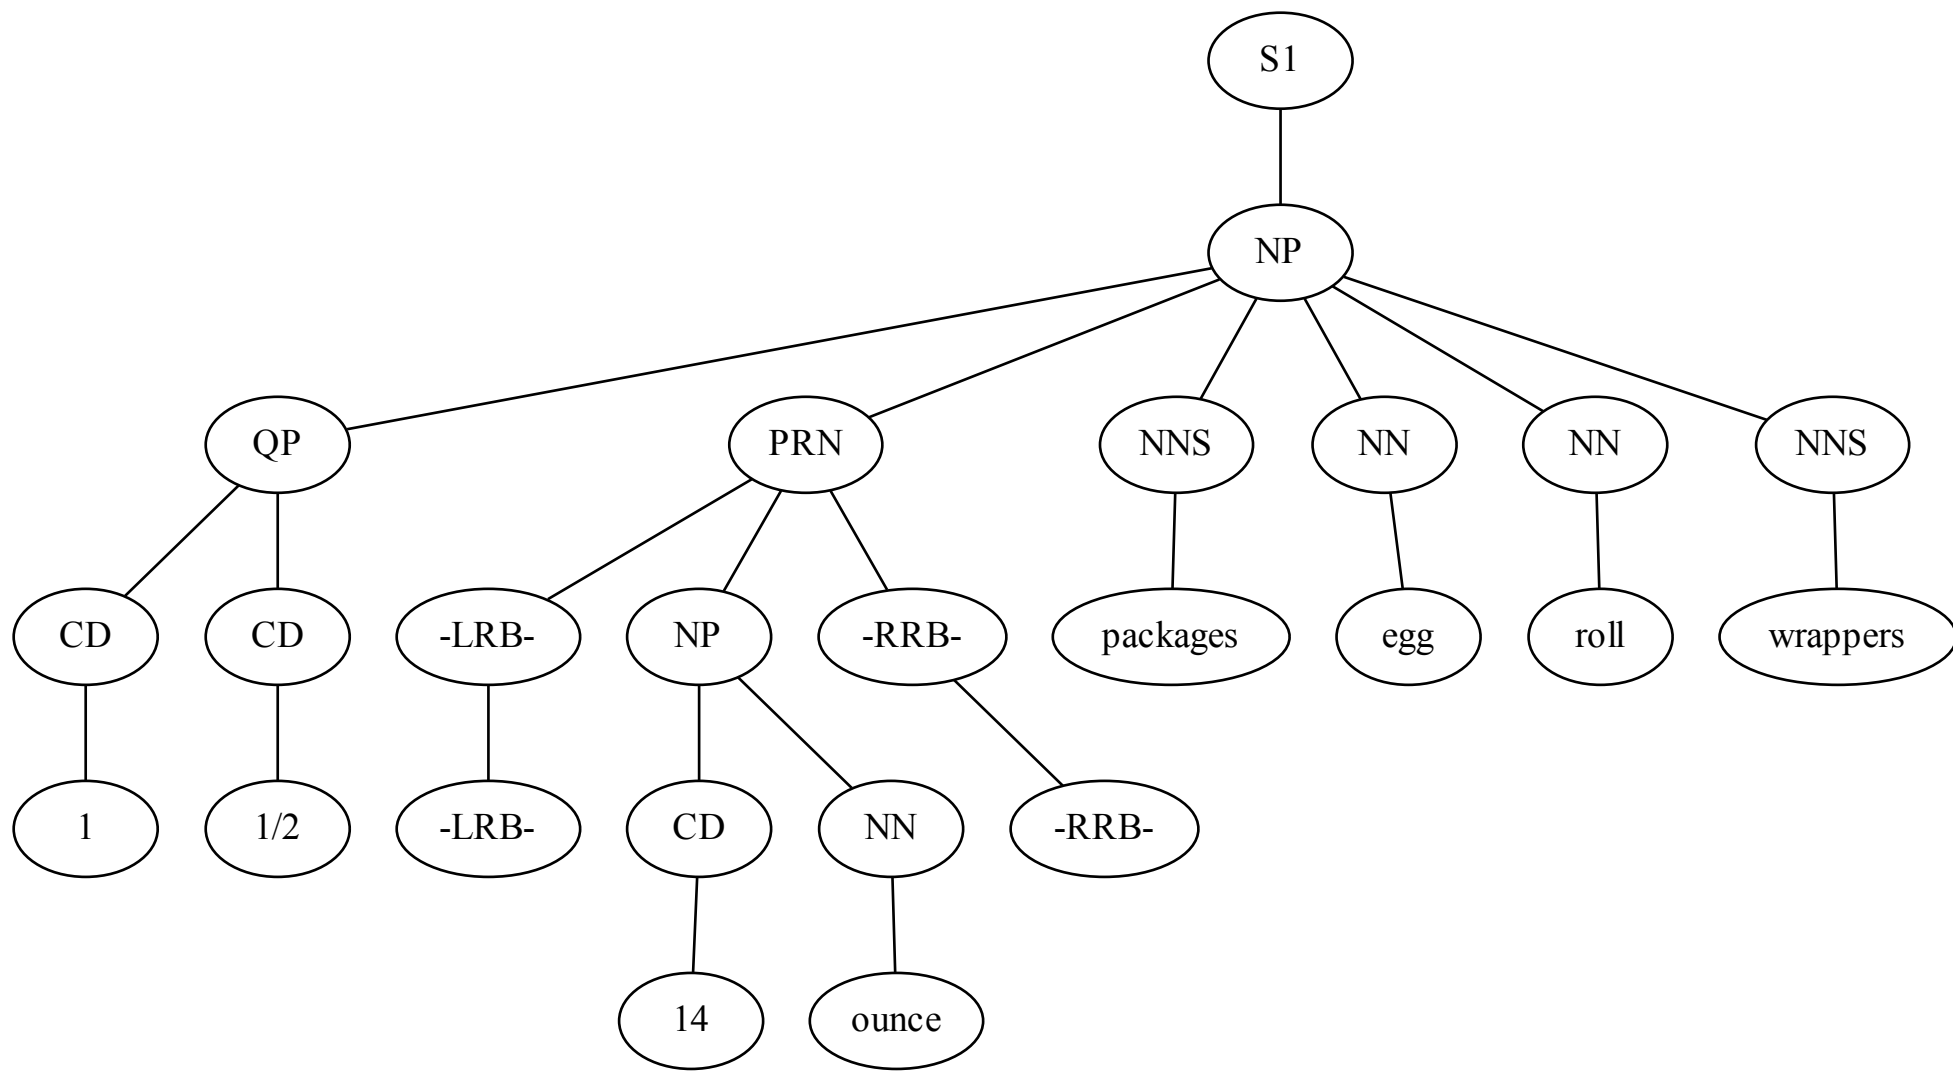 S1
NP
QP PRN NNS NN NN NNS
CD CD -LRB- NP -RRB- packages egg roll wrappers
1 1/2 -LRB- CD NN -RRB-
14 ounce